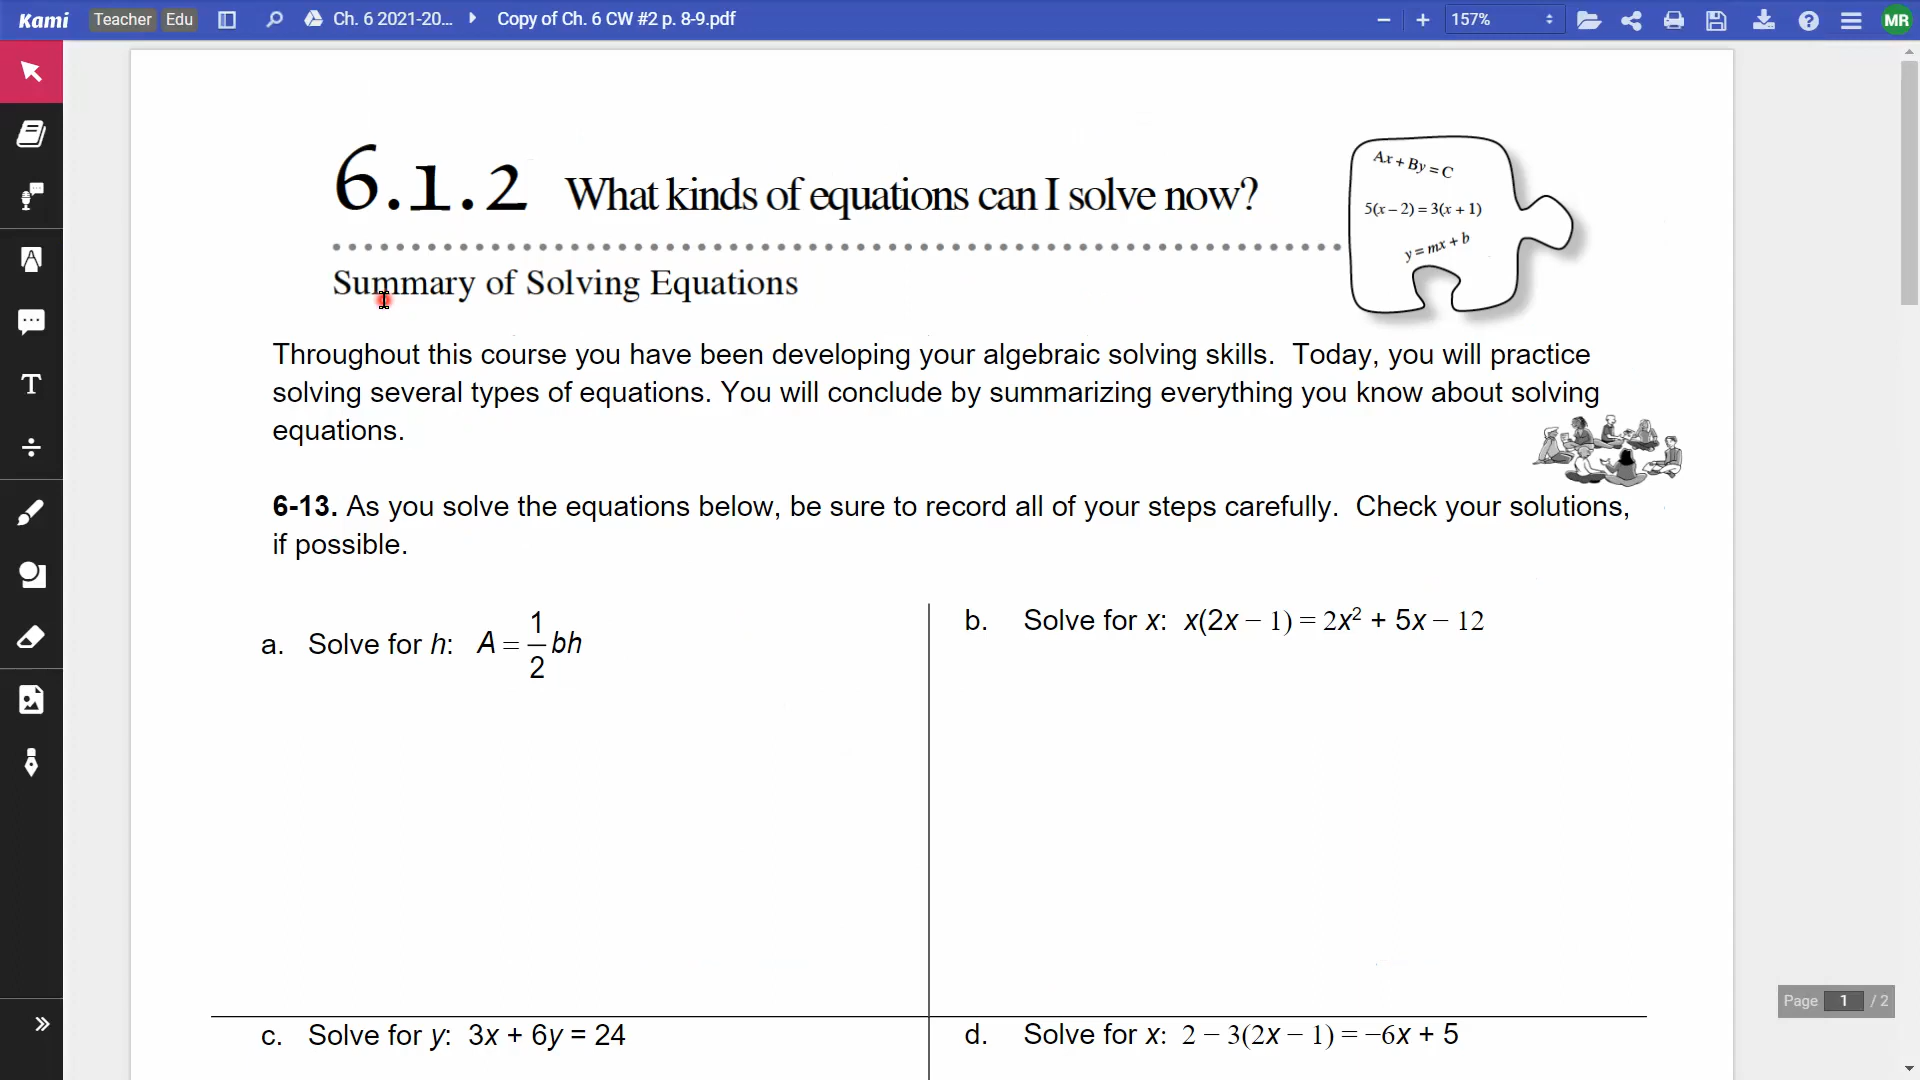 Kami Teacher Edu Ch. 6 2021-20... Copy of Ch. 6 CW #2 p. 8-9.pdf 157% MR
6.1.2 What kinds of equations can I solve now?
Ax + By = C
5(x – 2) = 3(x + 1)
y = mx + b
Summary of Solving Equations
Throughout this course you have been developing your algebraic solving skills. Today, you will practice
solving several types of equations. You will conclude by summarizing everything you know about solving
equations.
6-13. As you solve the equations below, be sure to record all of your steps carefully. Check your solutions,
if possible.
a. Solve for h: A = 1/2 bh
b. Solve for x: x(2x − 1) = 2x² + 5x − 12
c. Solve for y: 3x + 6y = 24
d. Solve for x: 2 − 3(2x − 1) = −6x + 5
Page 1 / 2